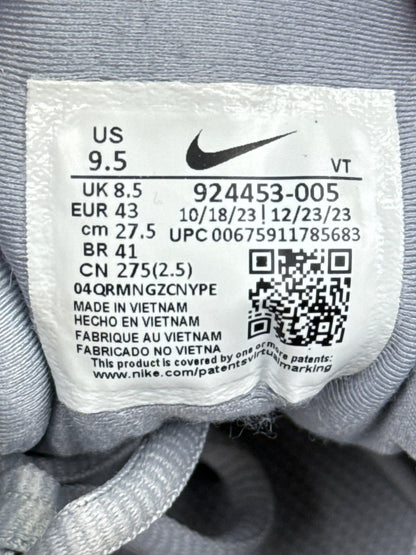 US
9.5
VT
UK 8.5
924453-005
EUR 43
10/18/23 | 12/23/23
cm 27.5
UPC 00675911785683
BR 41
CN 275(2.5)
04QRMNGZCNYPE
MADE IN VIETNAM
HECHO EN VIETNAM
FABRIQUE AU VIETNAM
FABRICADO NO VIETNA
This product is covered by one or more patents:
www.nike.com/patentsvirtualmarking